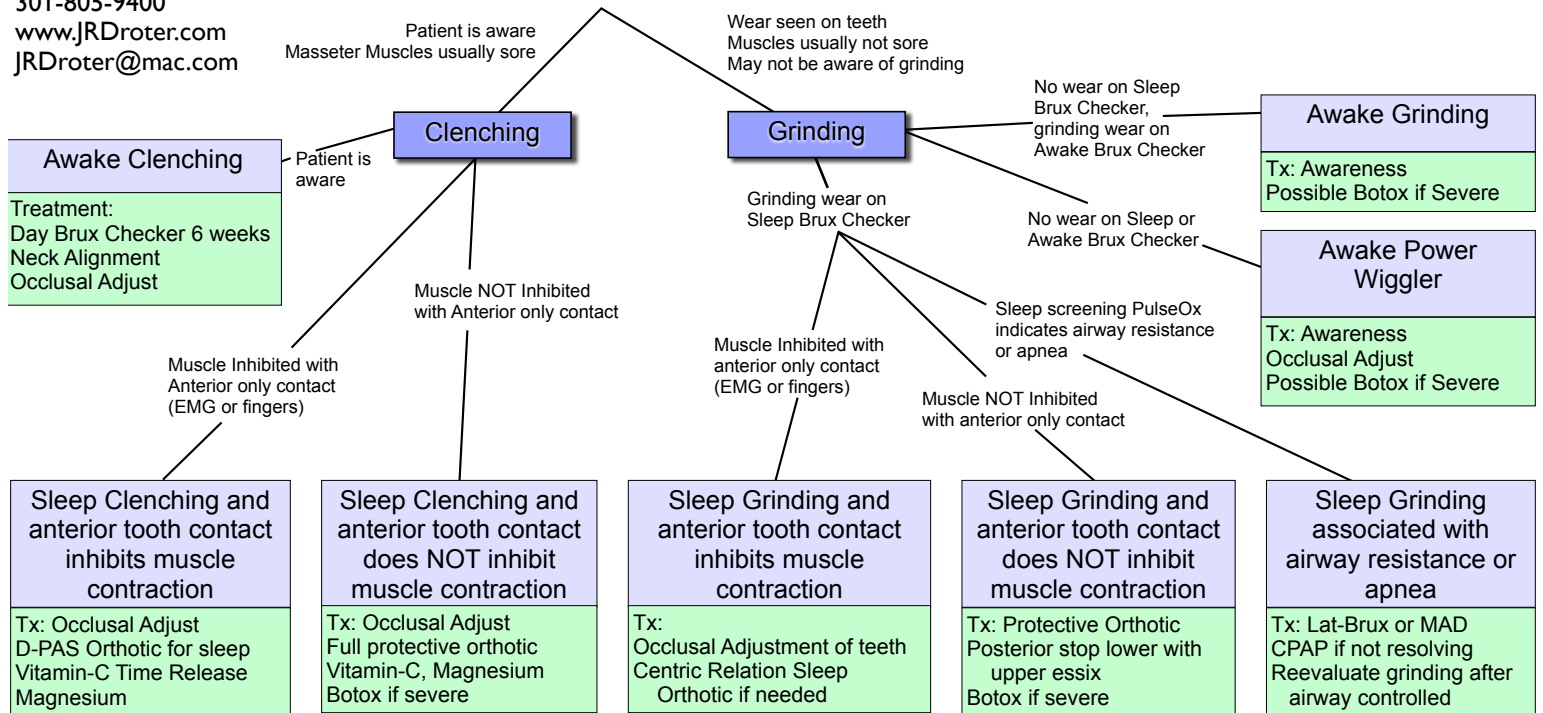 301-805-9400
www.JRDroter.com
JRDroter@mac.com
Patient is aware
Masseter Muscles usually sore
Wear seen on teeth
Muscles usually not sore
May not be aware of grinding
Clenching
Grinding
Patient is
aware
Awake Clenching
Treatment:
Day Brux Checker 6 weeks
Neck Alignment
Occlusal Adjust
No wear on Sleep
Brux Checker,
grinding wear on
Awake Brux Checker
Awake Grinding
Tx: Awareness
Possible Botox if Severe
No wear on Sleep or
Awake Brux Checker
Awake Power
Wiggler
Tx: Awareness
Occlusal Adjust
Possible Botox if Severe
Grinding wear on
Sleep Brux Checker
Muscle Inhibited with
Anterior only contact
(EMG or fingers)
Muscle NOT Inhibited
with Anterior only contact
Muscle Inhibited with
anterior only contact
(EMG or fingers)
Muscle NOT Inhibited
with anterior only contact
Sleep screening PulseOx
indicates airway resistance
or apnea
Sleep Clenching and
anterior tooth contact
inhibits muscle
contraction
Tx: Occlusal Adjust
D-PAS Orthotic for sleep
Vitamin-C Time Release
Magnesium
Sleep Clenching and
anterior tooth contact
does NOT inhibit
muscle contraction
Tx: Occlusal Adjust
Full protective orthotic
Vitamin-C, Magnesium
Botox if severe
Sleep Grinding and
anterior tooth contact
inhibits muscle
contraction
Tx:
Occlusal Adjustment of teeth
Centric Relation Sleep
Orthotic if needed
Sleep Grinding and
anterior tooth contact
does NOT inhibit
muscle contraction
Tx: Protective Orthotic
Posterior stop lower with
upper essix
Botox if severe
Sleep Grinding
associated with
airway resistance or
apnea
Tx: Lat-Brux or MAD
CPAP if not resolving
Reevaluate grinding after
airway controlled